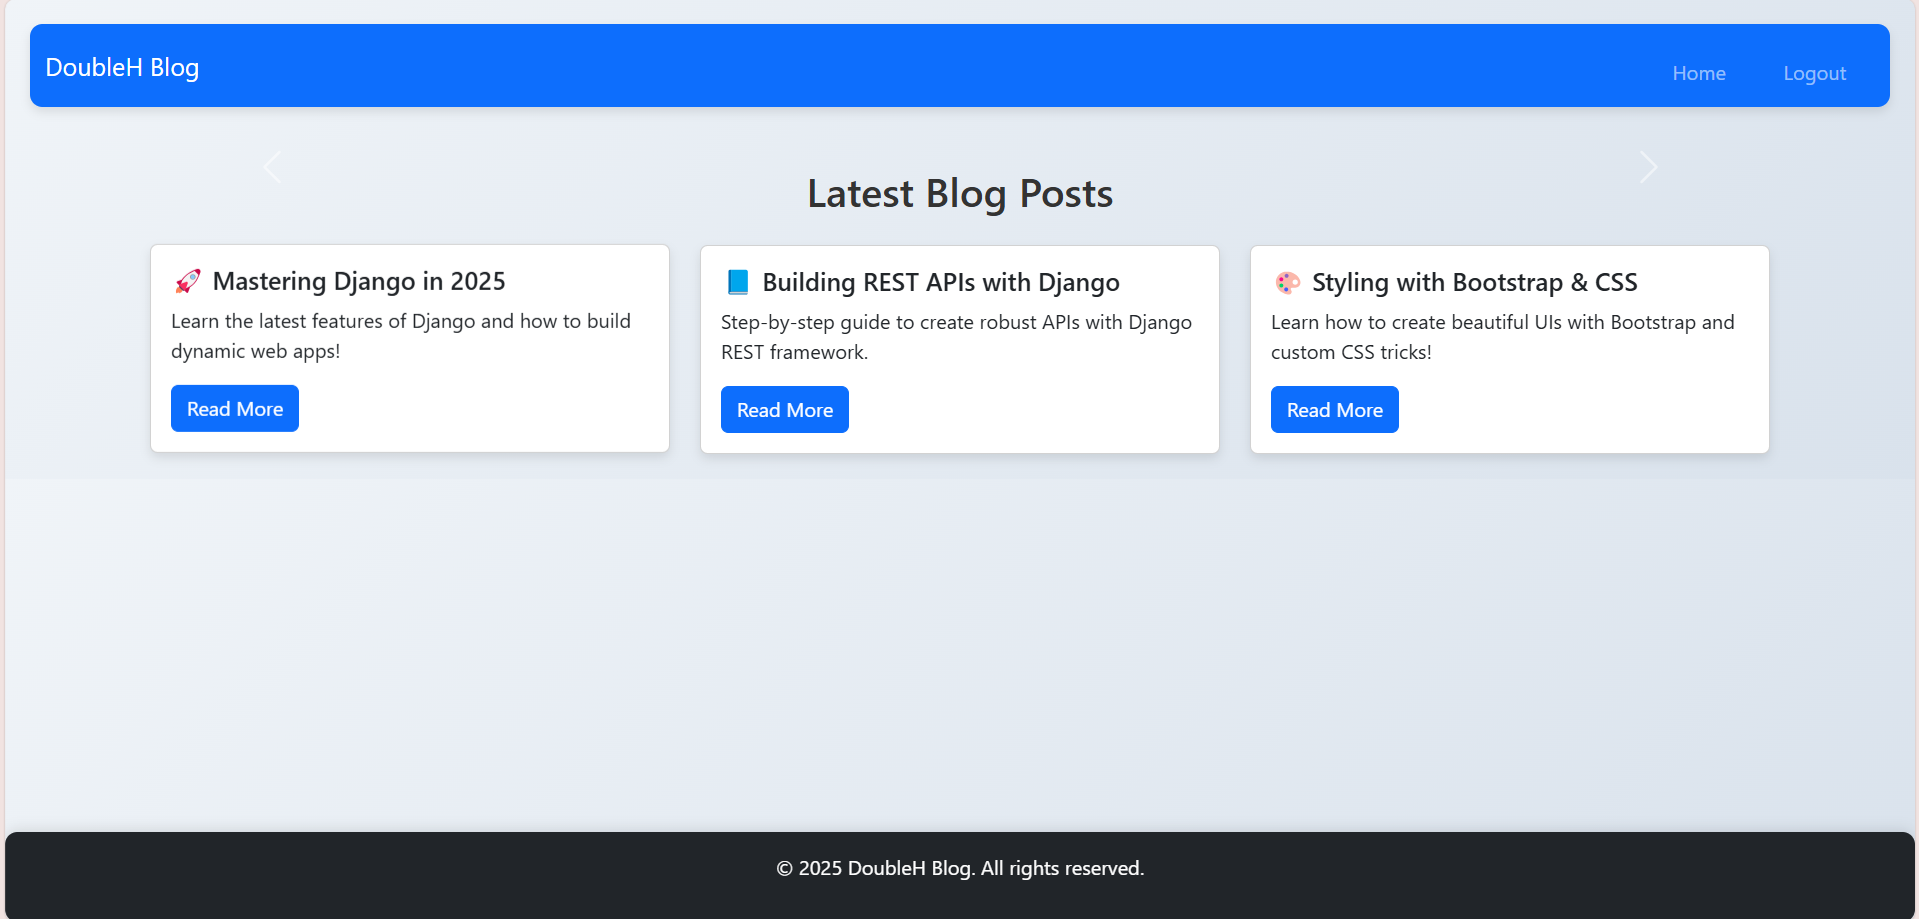 DoubleH Blog
Home
Logout
Latest Blog Posts
🚀 Mastering Django in 2025
Learn the latest features of Django and how to build
dynamic web apps!
Read More
📘 Building REST APIs with Django
Step-by-step guide to create robust APIs with Django
REST framework.
Read More
🎨 Styling with Bootstrap & CSS
Learn how to create beautiful UIs with Bootstrap and
custom CSS tricks!
Read More
© 2025 DoubleH Blog. All rights reserved.